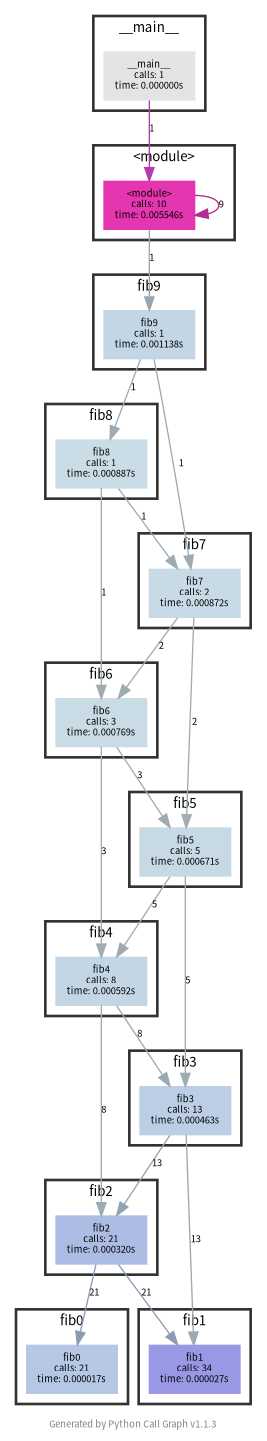 __main__
__main__
calls: 1
time: 0.000000s
1
<module>
<module>
calls: 10
time: 0.005546s
9
1
fib9
fib9
calls: 1
time: 0.001138s
1
fib8
fib8
calls: 1
time: 0.000887s
1
1
fib7
fib7
calls: 2
time: 0.000872s
1
2
fib6
fib6
calls: 3
time: 0.000769s
2
3
fib5
fib5
calls: 5
time: 0.000671s
3
5
fib4
fib4
calls: 8
time: 0.000592s
5
8
fib3
fib3
calls: 13
time: 0.000463s
8
13
fib2
fib2
calls: 21
time: 0.000320s
13
21
21
fib0
fib0
calls: 21
time: 0.000017s
fib1
fib1
calls: 34
time: 0.000027s
Generated by Python Call Graph v1.1.3